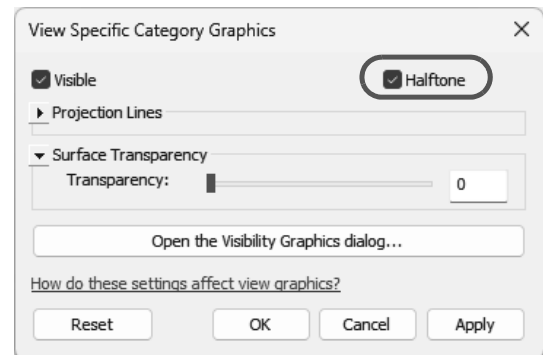 View Specific Category Graphics
Visible Halftone
Projection Lines
Surface Transparency
Transparency: 0
Open the Visibility Graphics dialog...
How do these settings affect view graphics?
Reset OK Cancel Apply